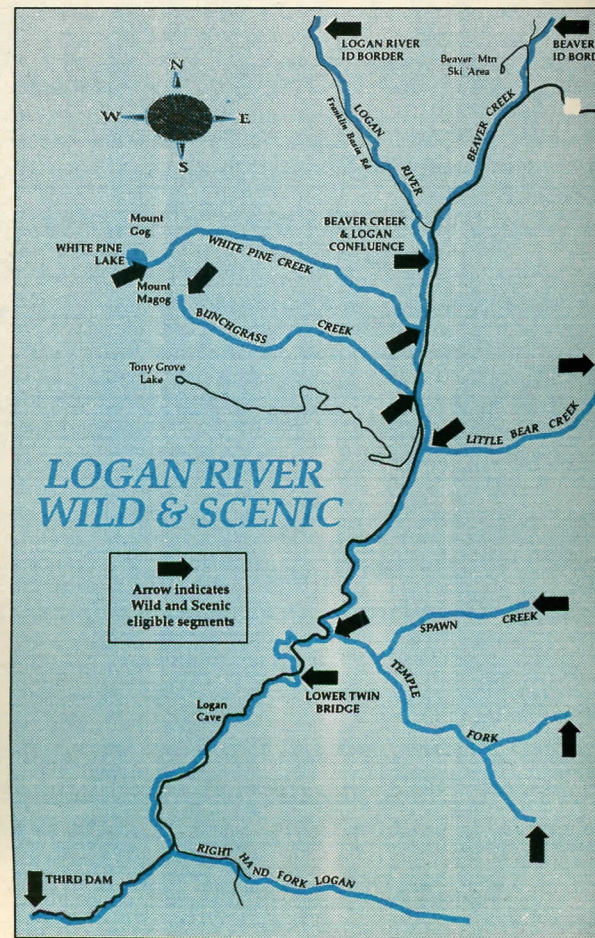 LOGAN RIVER
ID BORDER
BEAVER
ID BORD
Beaver Mtn
Ski Area
N
W
E
S
LOGAN
RIVER
Franklin Basin Rd
BEAVER CREEK
Mount
Gog
WHITE PINE
LAKE
WHITE PINE CREEK
BEAVER CREEK
& LOGAN
CONFLUENCE
Mount
Magog
BUNCHGRASS CREEK
Tony Grove
Lake
LITTLE BEAR CREEK
LOGAN RIVER
WILD & SCENIC
Arrow indicates
Wild and Scenic
eligible segments
SPAWN CREEK
TEMPLE
FORK
LOWER TWIN
BRIDGE
Logan
Cave
RIGHT HAND FORK LOGAN
THIRD DAM